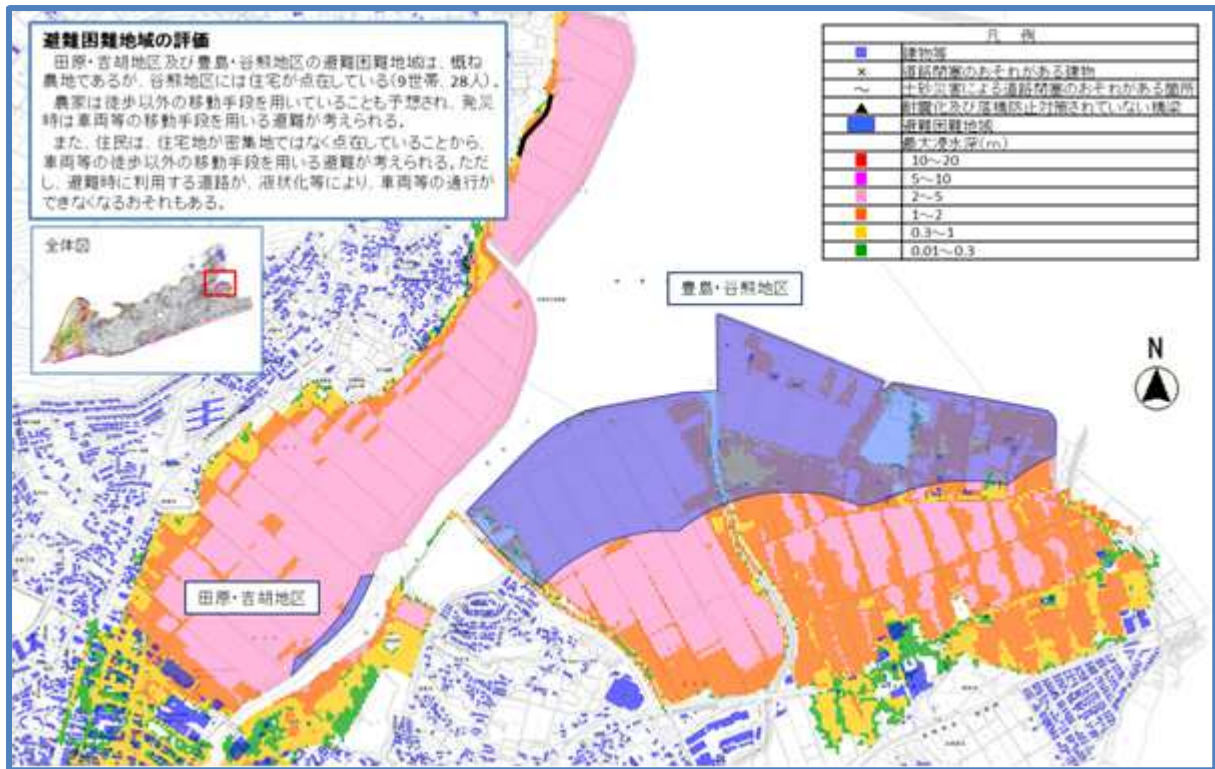 避難困難地域の評価
田原・吉胡地区及び豊島・谷熊地区の避難困難地域は、概ね
農地であるが、谷熊地区には住宅が点在している(9世帯、28人)。
農家は徒歩以外の移動手段を用いていることも予想され、発災
時は車両等の移動手段を用いる避難が考えられる。
また、住民は、住宅地が密集地ではなく点在していることから、
車両等の徒歩以外の移動手段を用いる避難が考えられる。ただ
し、避難時に利用する道路が、液状化等により、車両等の通行が
できなくなるおそれもある。
全体図
凡 例
建物等
道路閉塞のおそれがある建物
土砂災害による道路閉塞のおそれがある箇所
耐震化及び落橋防止対策されていない橋梁
避難困難地域
最大浸水深(m)
10~20
5~10
2~5
1~2
0.3~1
0.01~0.3
豊島・谷熊地区
N
田原・吉胡地区